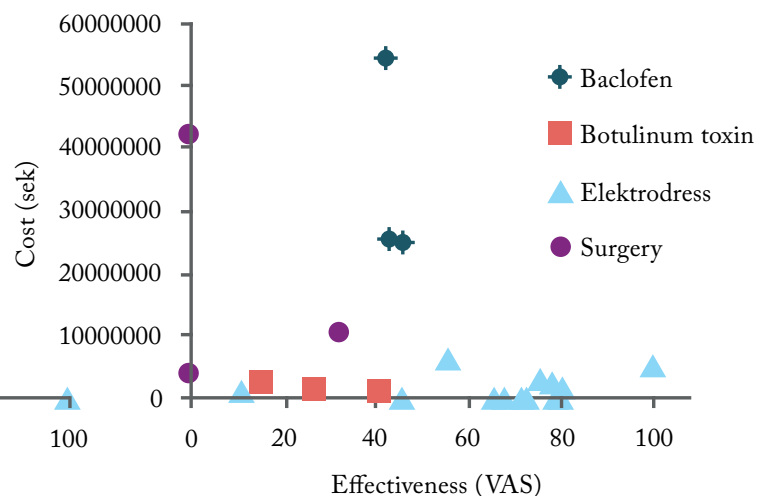 60000000
50000000
40000000
30000000
20000000
10000000
0
Cost (sek)
Baclofen
Botulinum toxin
Elektrodress
Surgery
100
0
20
40
60
80
100
Effectiveness (VAS)